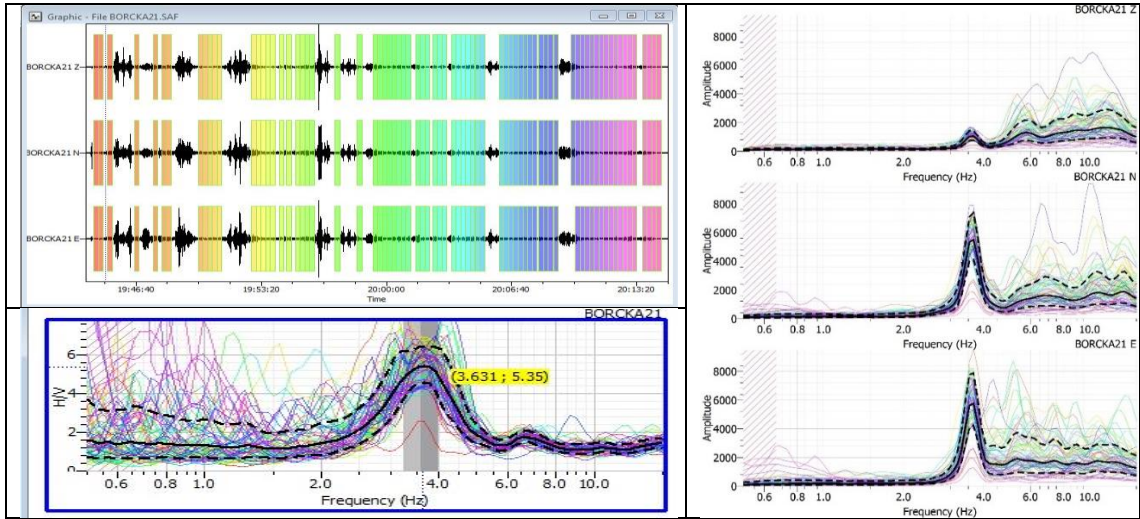 Graphic - File BORCKA21.SAF
BORCKA21 Z
BORCKA21 N
BORCKA21 E
19:46:40 19:53:20 20:00:00 20:06:40 20:13:20
Time
BORCKA21
6
4
2
0
H/V
(3.631 ; 5.35)
0.6 0.8 1.0 2.0 4.0 6.0 8.0 10.0
Frequency (Hz)
BORCKA21 Z
8000
6000
4000
2000
0
Amplitude
0.6 0.8 1.0 2.0 4.0 6.0 8.0 10.0
Frequency (Hz)
BORCKA21 N
8000
6000
4000
2000
0
Amplitude
0.6 0.8 1.0 2.0 4.0 6.0 8.0 10.0
Frequency (Hz)
BORCKA21 E
8000
6000
4000
2000
0
Amplitude
0.6 0.8 1.0 2.0 4.0 6.0 8.0 10.0
Frequency (Hz)